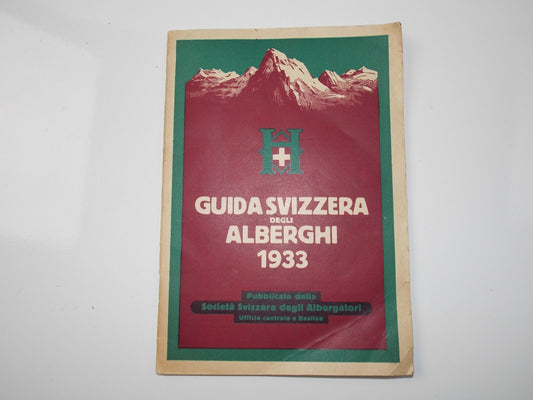 H
GUIDA SVIZZERA
DEGLI
ALBERGHI
1933
Pubblicata dalla
Società Svizzera degli Albergatori
Ufficio centrale a Basilea